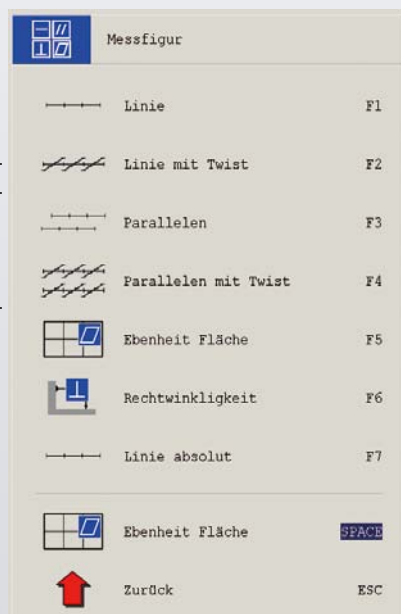 Messfigur
Linie F1
Linie mit Twist F2
Parallelen F3
Parallelen mit Twist F4
Ebenheit Fläche F5
Rechtwinkligkeit F6
Linie absolut F7
Ebenheit Fläche SPACE
Zurück ESC